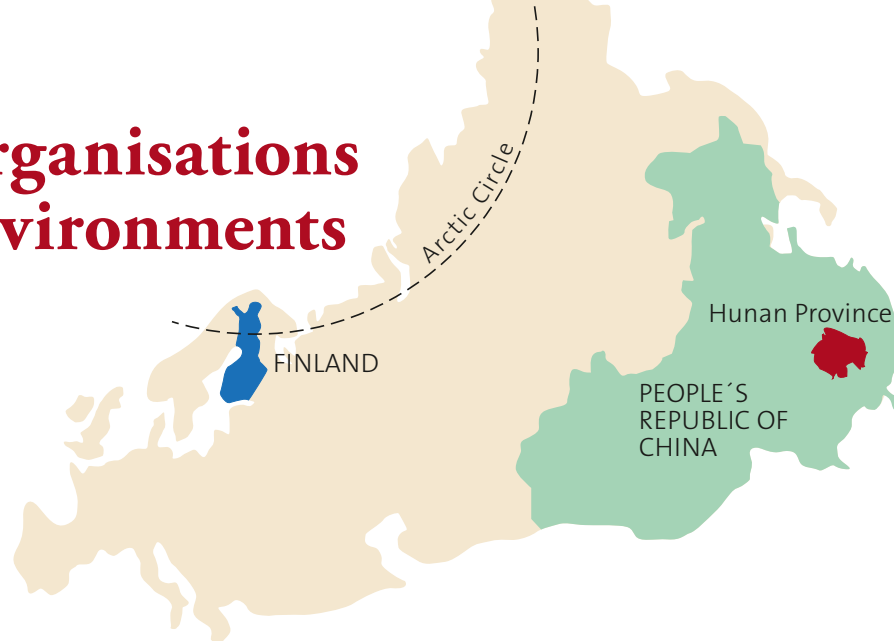 rganisations
vironments
Arctic Circle
FINLAND
Hunan Province
PEOPLE´S
REPUBLIC OF
CHINA